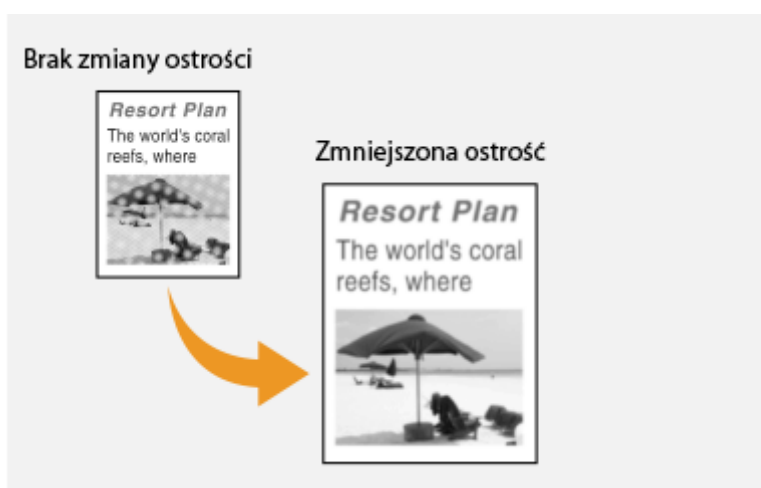 Brak zmiany ostrości
Resort Plan
The world's coral
reefs, where
Zmniejszona ostrość
Resort Plan
The world's coral
reefs, where